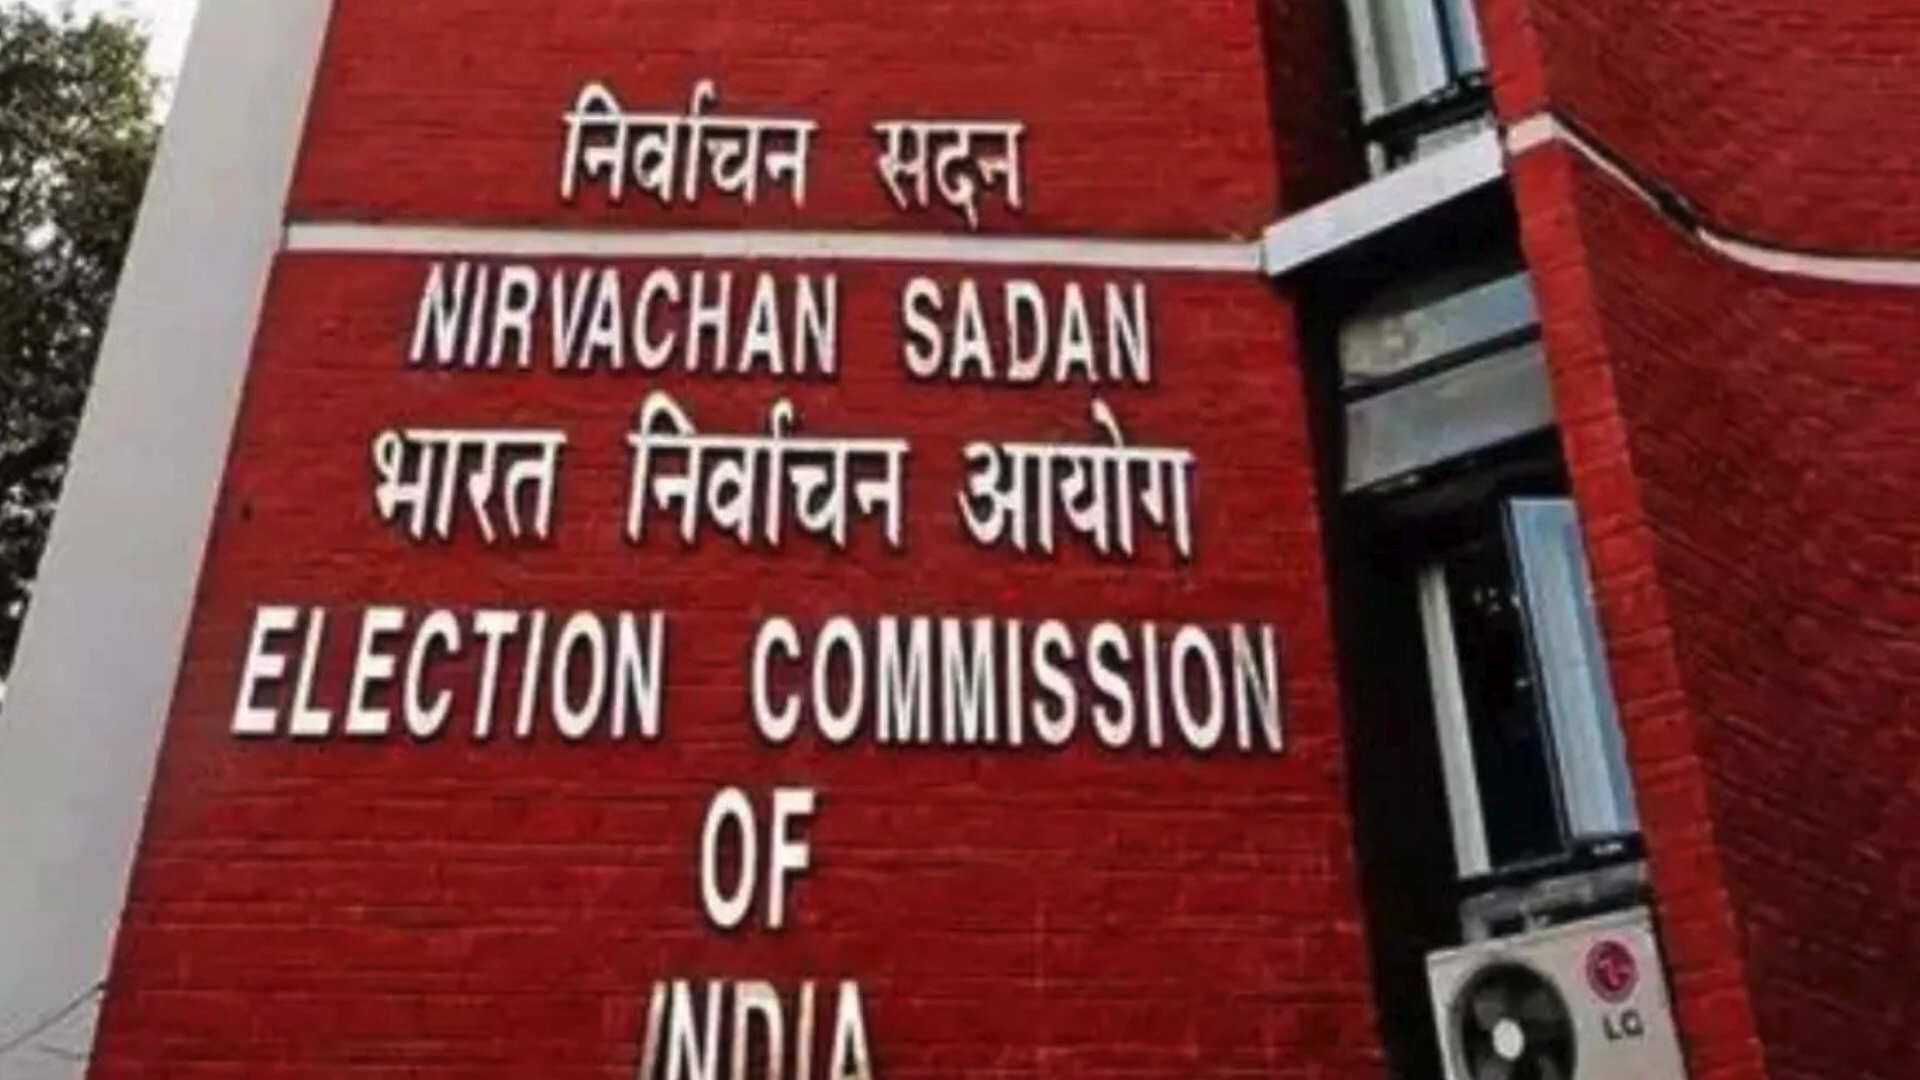 निर्वाचन सदन
NIRVACHAN SADAN
भारत निर्वाचन आयोग
ELECTION COMMISSION
OF
INDIA
LG